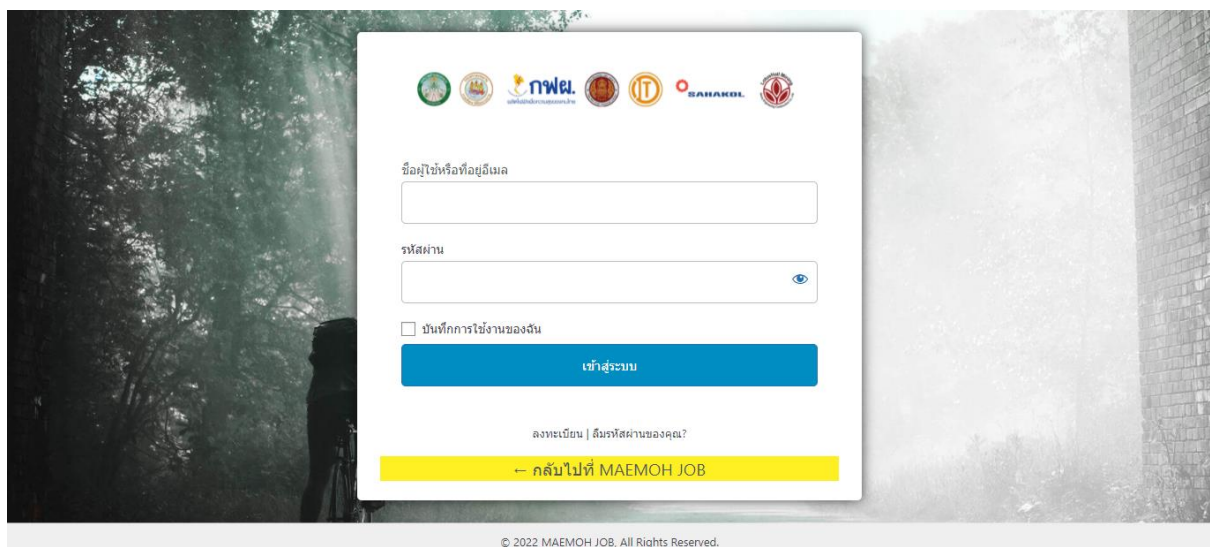 กฟผ.
SAHAKOL
ชื่อผู้ใช้หรือที่อยู่อีเมล
รหัสผ่าน
บันทึกการใช้งานของฉัน
เข้าสู่ระบบ
ลงทะเบียน | ลืมรหัสผ่านของคุณ?
← กลับไปที่ MAEMOH JOB
© 2022 MAEMOH JOB, All Rights Reserved.